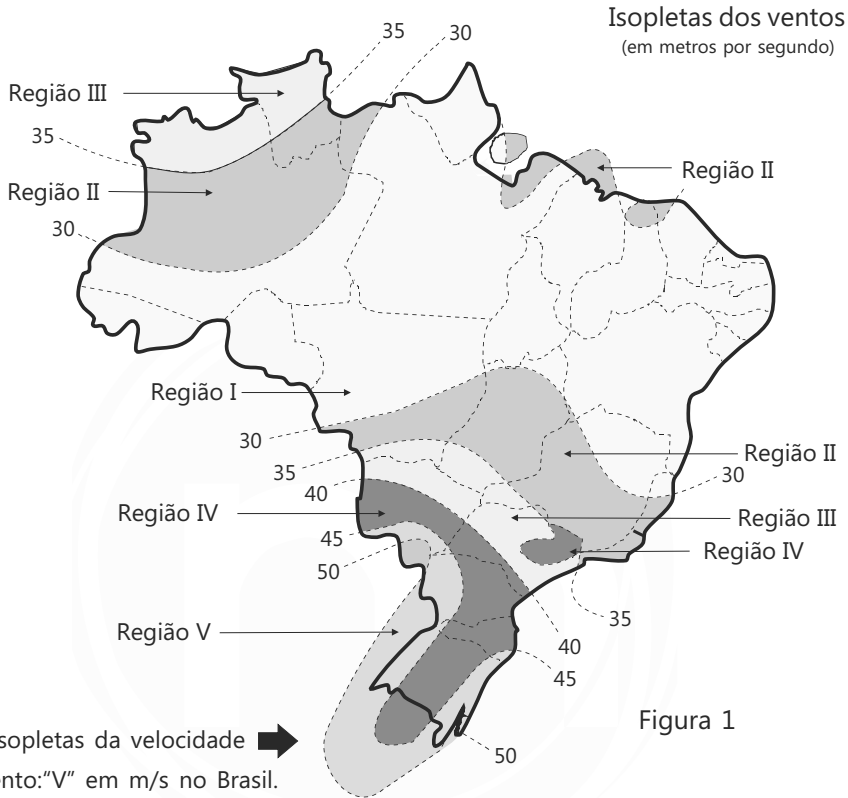 Isopletas dos ventos
(em metros por segundo)
35
30
Região III
35
Região II
Região II
30
Região I
30
35
Região II
30
40
Região IV
Região III
45
Região IV
50
35
Região V
40
45
Figura 1
sopletas da velocidade
50
ento:"V" em m/s no Brasil.